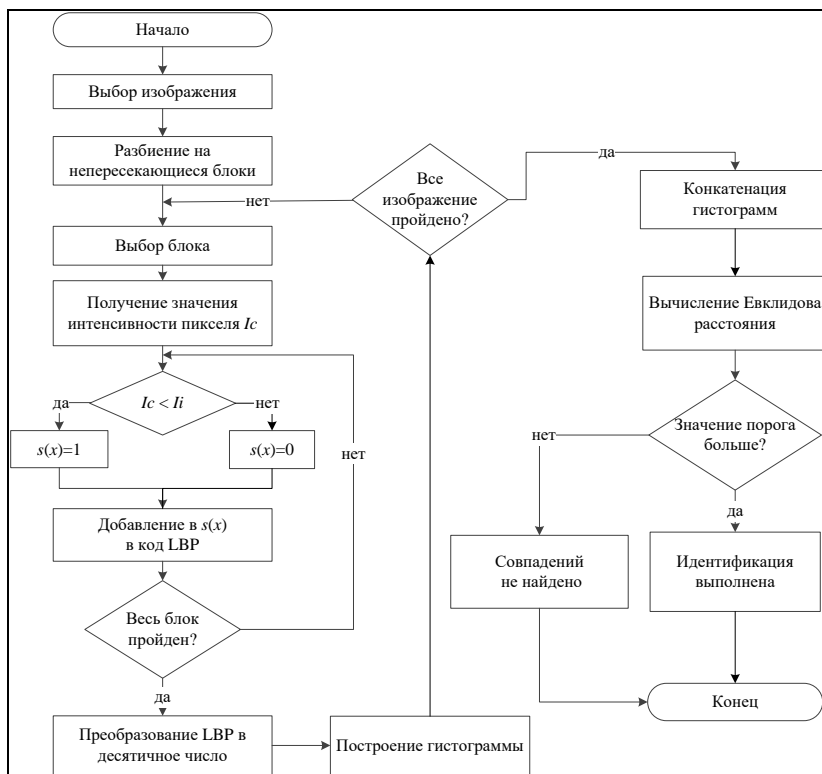 Начало
Выбор изображения
Разбиение на
непересекающиеся блоки
нет
Выбор блока
Получение значения
интенсивности пикселя Ic
Ic < Ii
да
нет
s(x)=1
s(x)=0
нет
Добавление в s(x)
в код LBP
Весь блок
пройден?
да
Преобразование LBP в
десятичное число
Построение гистограммы
Все
изображение
пройдено?
да
Конкатенация
гистограмм
Вычисление Евклидова
расстояния
Значение порога
больше?
нет
да
Совпадений
не найдено
Идентификация
выполнена
Конец